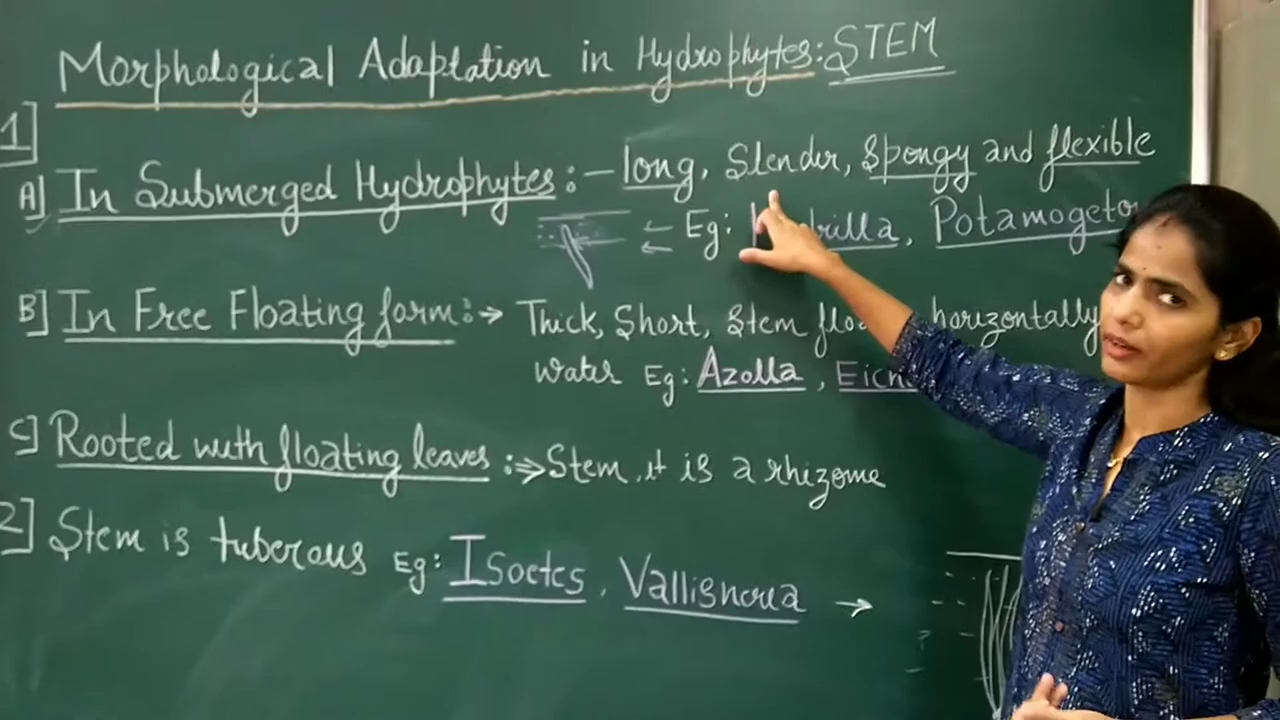 Morphological Adaptation in Hydrophytes: STEM
1]
A] In Submerged Hydrophytes :- long, Slender, Spongy and flexible
Eg: , Potamogeto
B] In Free Floating form :→ Thick, Short, Stem horizontally
water Eg: Azolla ,
C] Rooted with floating leaves :⇒ Stem, it is a rhizome
2] Stem is tuberous Eg: Isoetes, Vallisnerea →